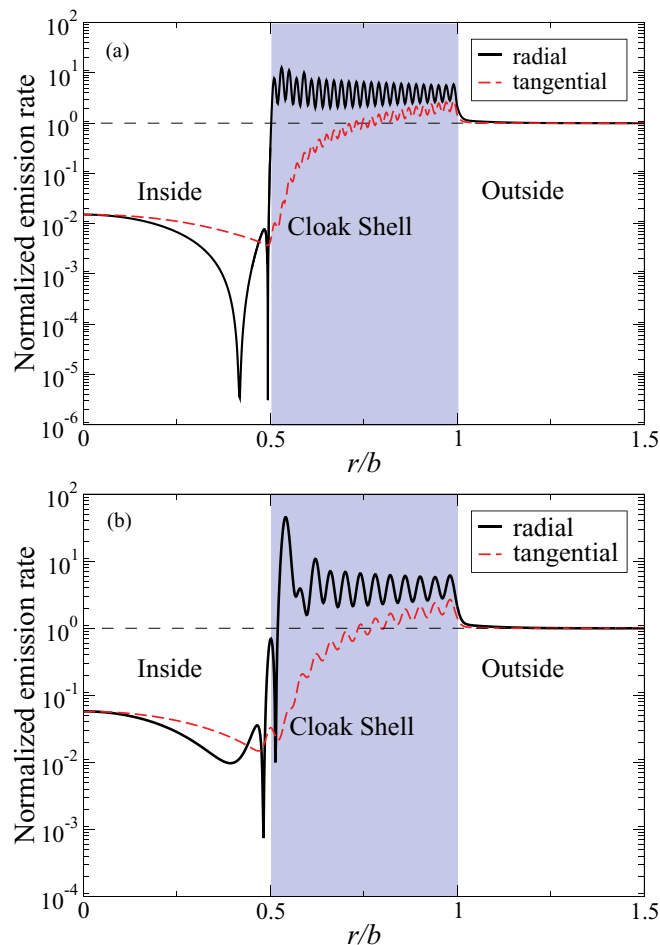 10^2
(a)
radial
tangential
10^1
10^0
10^-1
10^-2
10^-3
10^-4
10^-5
10^-6
Normalized emission rate
Inside
Cloak Shell
Outside
0
0.5
1
1.5
r/b
10^2
(b)
radial
tangential
10^1
10^0
10^-1
10^-2
10^-3
10^-4
Normalized emission rate
Inside
Cloak Shell
Outside
0
0.5
1
1.5
r/b